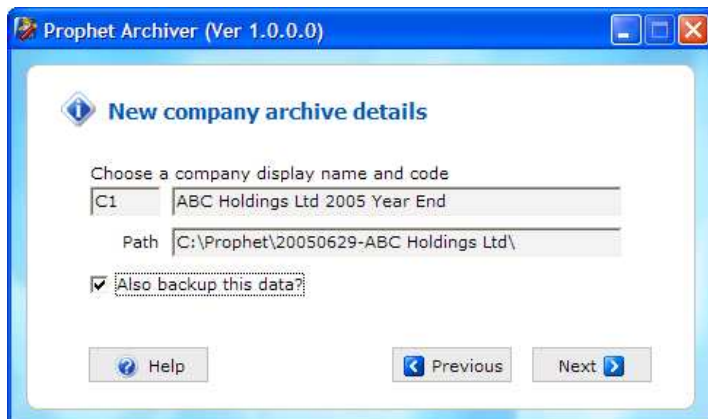 Prophet Archiver (Ver 1.0.0.0)
New company archive details
Choose a company display name and code
C1 ABC Holdings Ltd 2005 Year End
Path C:\Prophet\20050629-ABC Holdings Ltd\
Also backup this data?
Help Previous Next